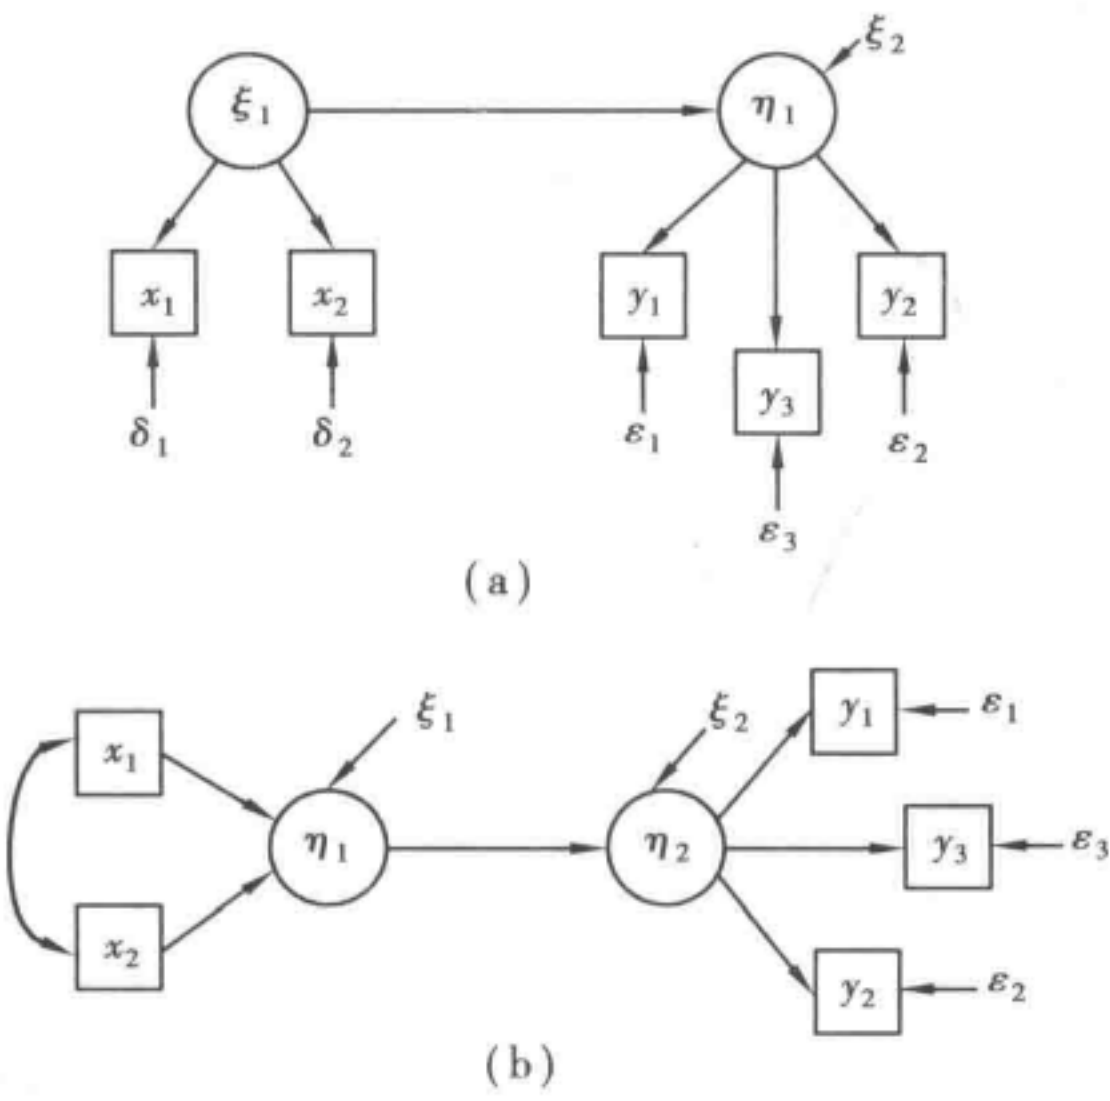 ξ₂
ξ₁ η₁
x₁ x₂ y₁ y₂
y₃
δ₁ δ₂ ε₁ ε₂
ε₃
(a)
ξ₁ ξ₂ y₁ ε₁
x₁
η₁ η₂ y₃ ε₃
x₂
y₂ ε₂
(b)